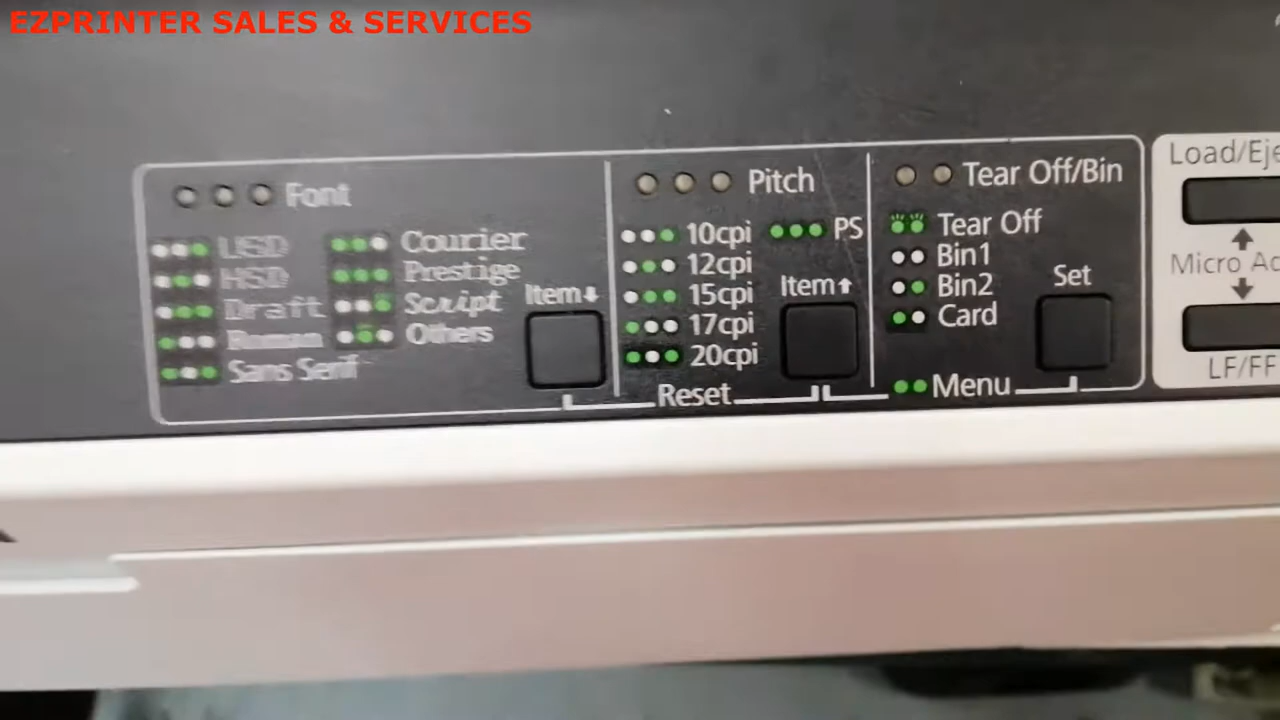 EZPRINTER SALES & SERVICES
Font
USD
HSD
Draft
Roman
Sans Serif
Courier
Prestige
Script
Others
Item↓
Pitch
10cpi
12cpi
15cpi
17cpi
20cpi
PS
Item↑
Reset
Tear Off/Bin
Tear Off
Bin1
Bin2
Card
Menu
Set
Load/Eje
Micro Ad
LF/FF